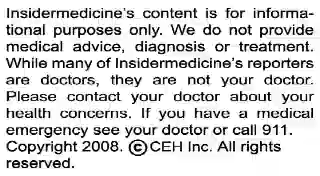 Insidermedicine's content is for informa-
tional purposes only. We do not provide
medical advice, diagnosis or treatment.
While many of Insidermedicine's reporters
are doctors, they are not your doctor.
Please contact your doctor about your
health concerns. If you have a medical
emergency see your doctor or call 911.
Copyright 2008. ©CEH Inc. All rights
reserved.